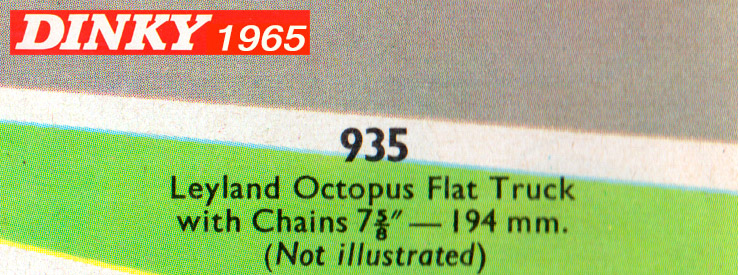 DINKY 1965
935
Leyland Octopus Flat Truck
with Chains 7⅝″ — 194 mm.
(Not illustrated)